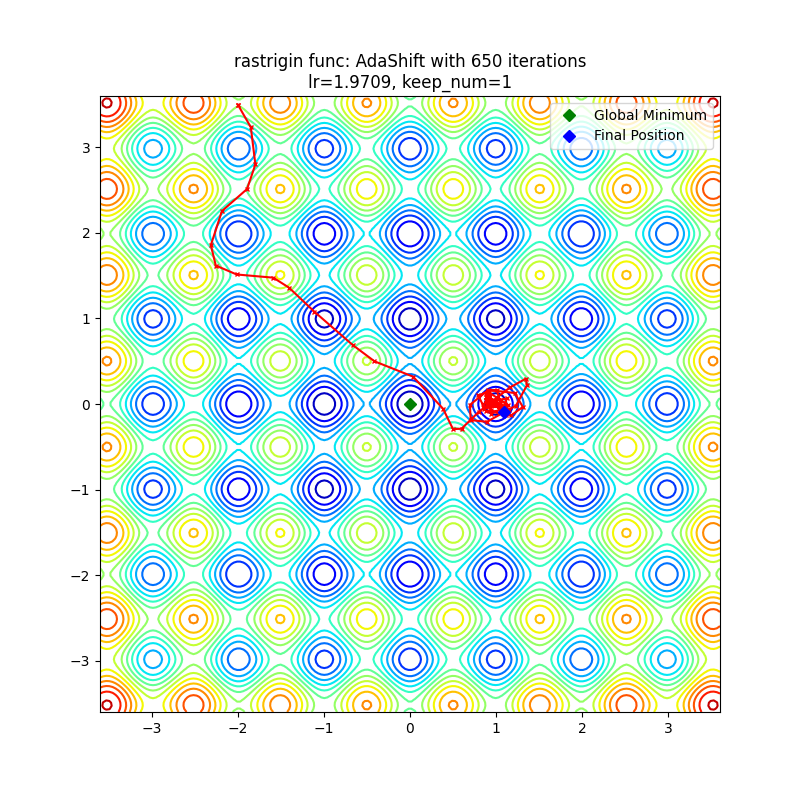 rastrigin func: AdaShift with 650 iterations
lr=1.9709, keep_num=1
Global Minimum
Final Position
3
2
1
0
−1
−2
−3
−3 −2 −1 0 1 2 3